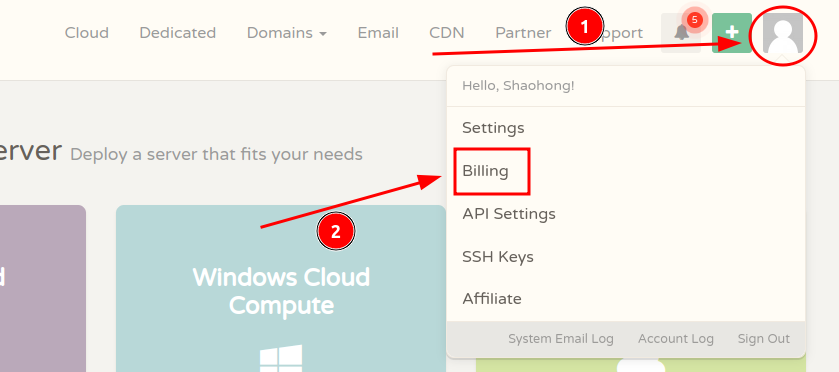 Cloud Dedicated Domains Email CDN Partner pport 5 +
1
Hello, Shaohong!
Settings
erver Deploy a server that fits your needs
Billing
API Settings
2
SSH Keys
d
Windows Cloud
Compute
Affiliate
System Email Log Account Log Sign Out